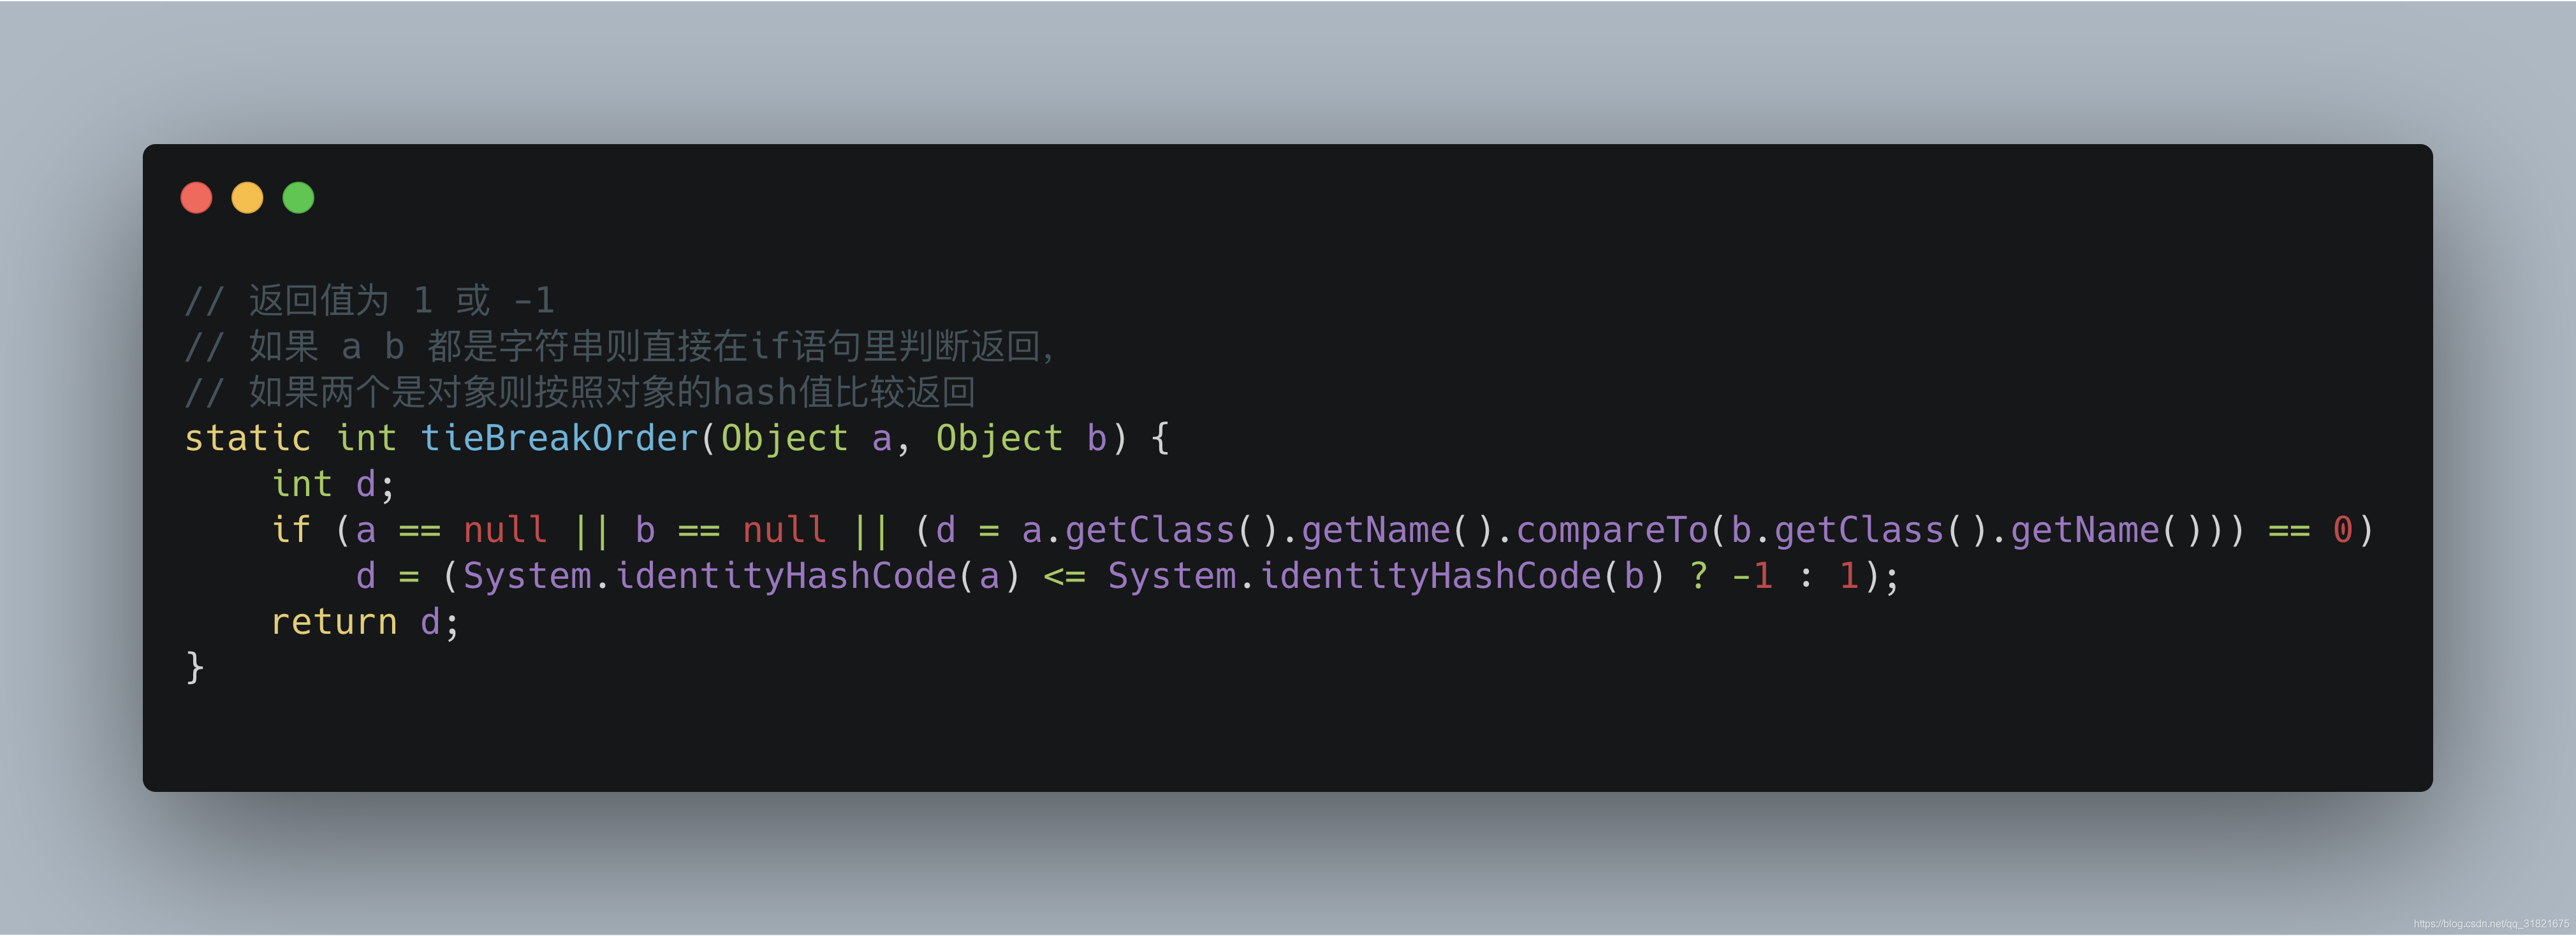 // 返回值为 1 或 -1
// 如果 a b 都是字符串则直接在if语句里判断返回,
// 如果两个是对象则按照对象的hash值比较返回
static int tieBreakOrder(Object a, Object b) {
    int d;
    if (a == null || b == null || (d = a.getClass().getName().compareTo(b.getClass().getName())) == 0)
        d = (System.identityHashCode(a) <= System.identityHashCode(b) ? -1 : 1);
    return d;
}
https://blog.csdn.net/qq_31821675